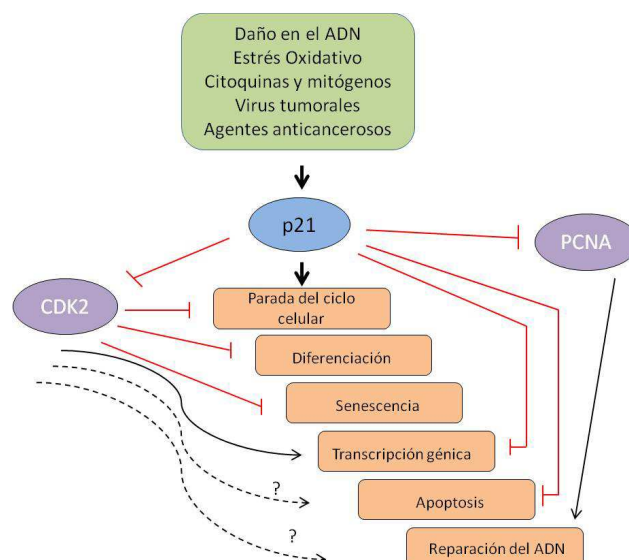 Daño en el ADN
Estrés Oxidativo
Citoquinas y mitógenos
Virus tumorales
Agentes anticancerosos
p21
PCNA
CDK2
Parada del ciclo
celular
Diferenciación
Senescencia
Transcripción génica
?
Apoptosis
?
Reparación del ADN